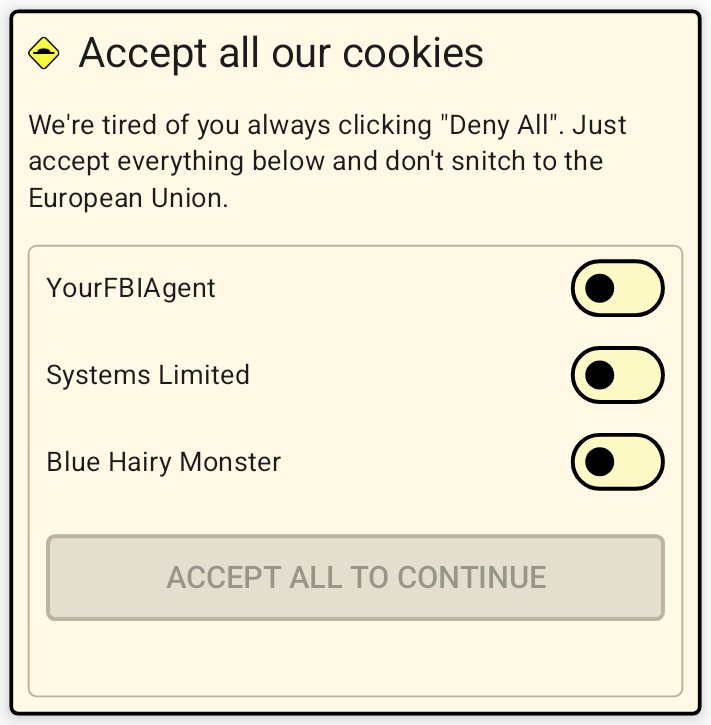 Accept all our cookies
We're tired of you always clicking "Deny All". Just
accept everything below and don't snitch to the
European Union.
YourFBIAgent
Systems Limited
Blue Hairy Monster
ACCEPT ALL TO CONTINUE